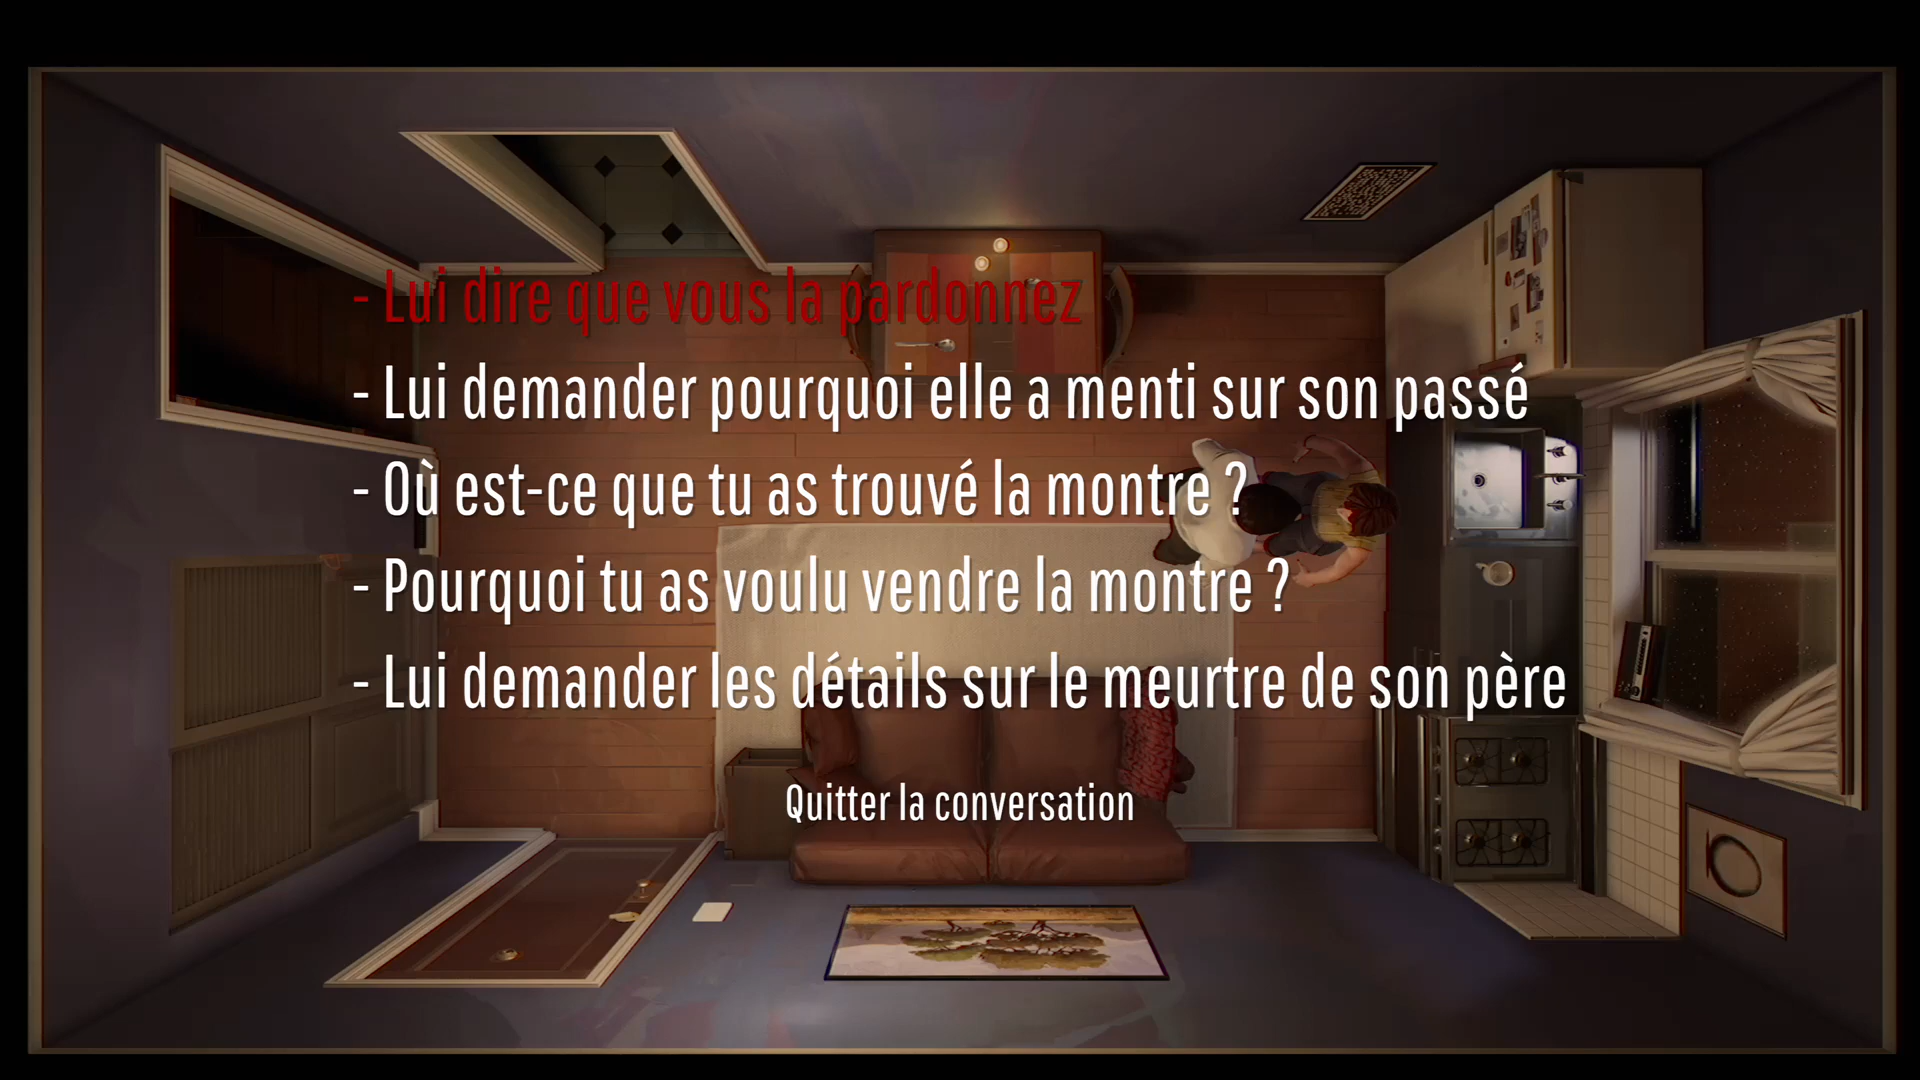 - Lui dire que vous la pardonnez
- Lui demander pourquoi elle a menti sur son passé
- Où est-ce que tu as trouvé la montre ?
- Pourquoi tu as voulu vendre la montre ?
- Lui demander les détails sur le meurtre de son père
Quitter la conversation